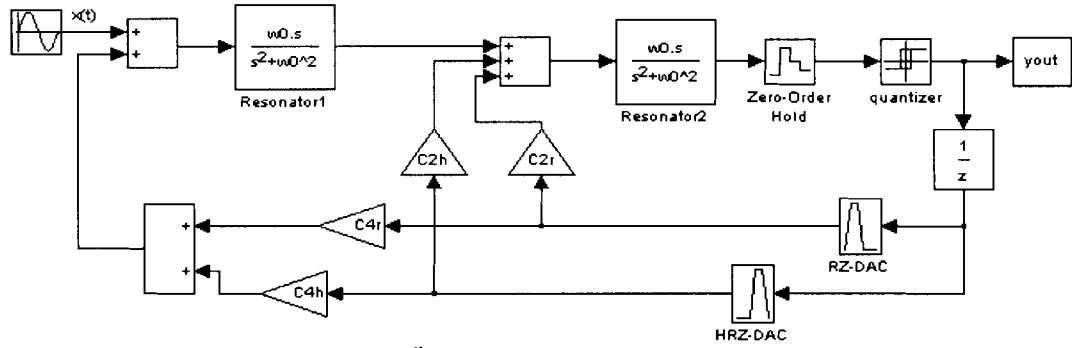 x(t)
+
+
w0.s
s²+w0^2
Resonator1
+
+
+
w0.s
s²+w0^2
Resonator2
Zero-Order
Hold
quantizer
yout
1
z
C2h
C2r
C4r
C4h
+
+
RZ-DAC
HRZ-DAC